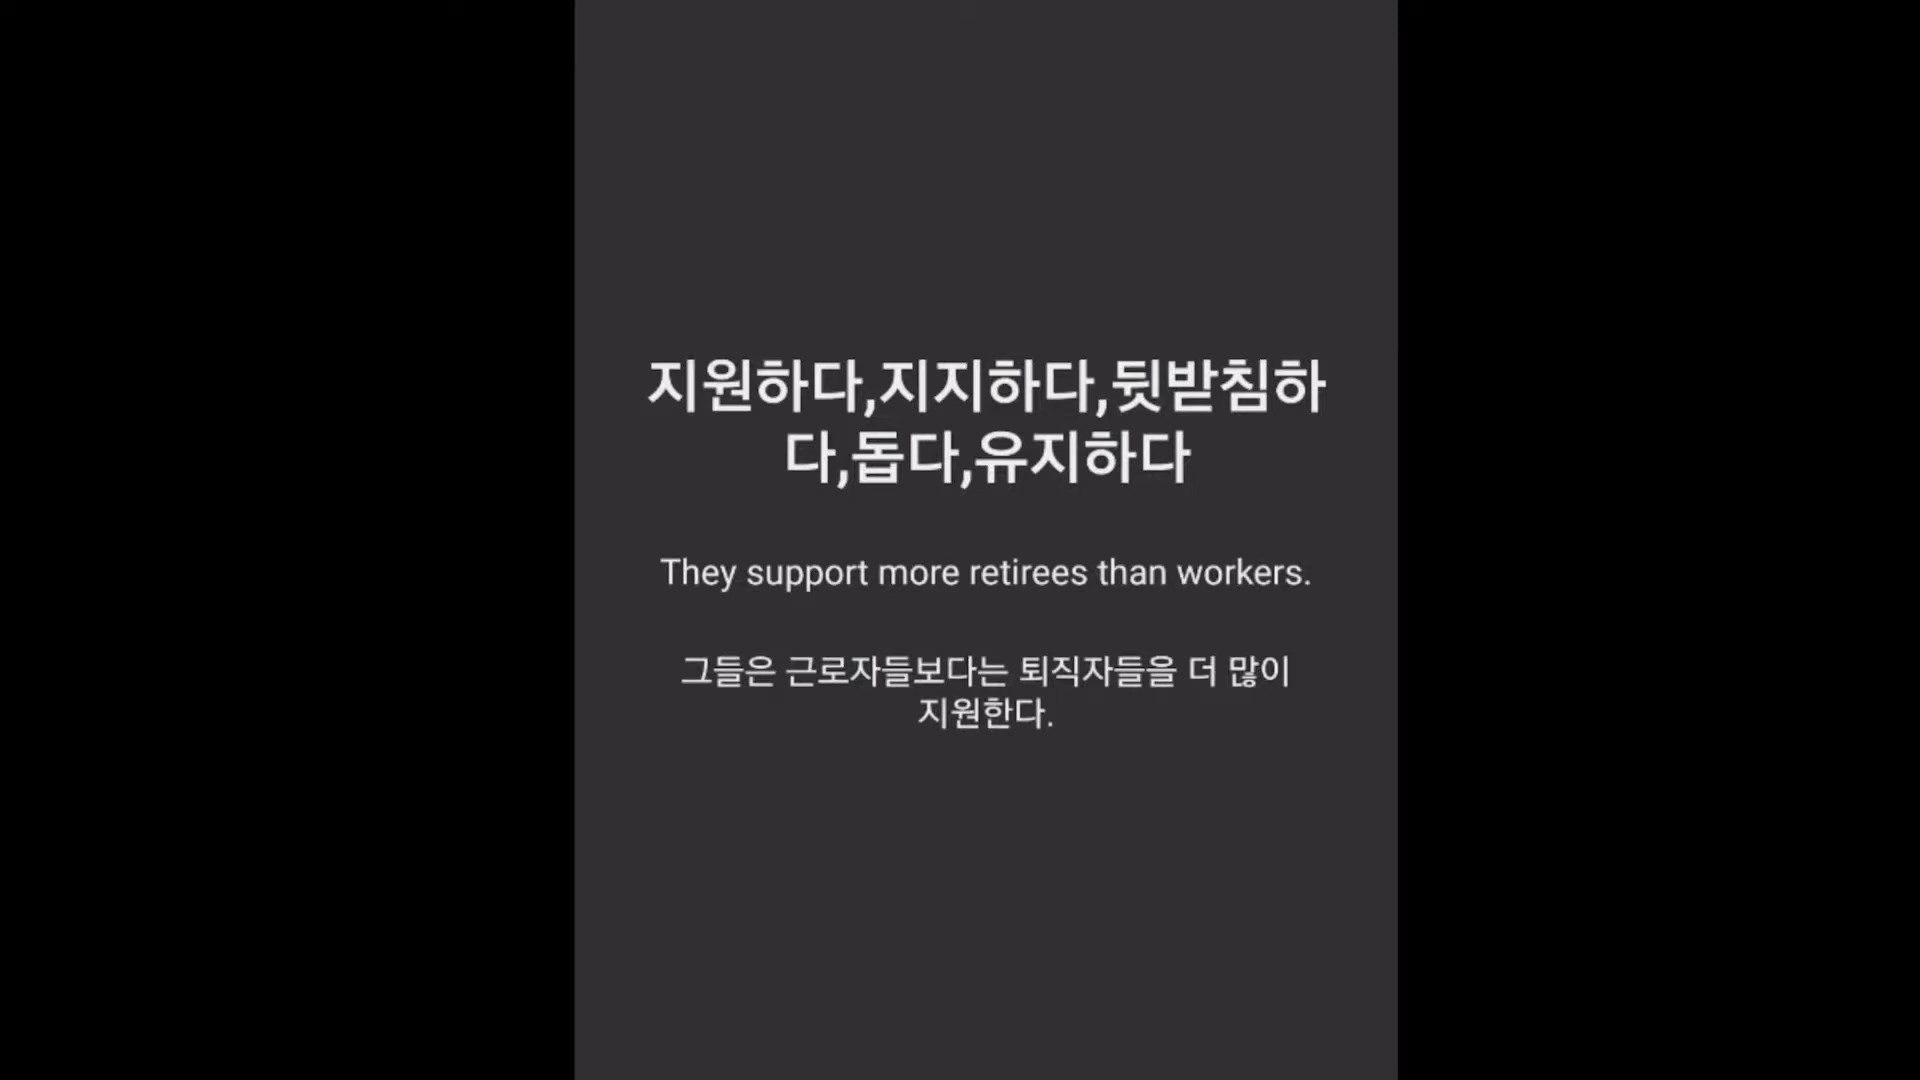 지원하다,지지하다,뒷받침하
다,돕다,유지하다
They support more retirees than workers.
그들은 근로자들보다는 퇴직자들을 더 많이
지원한다.